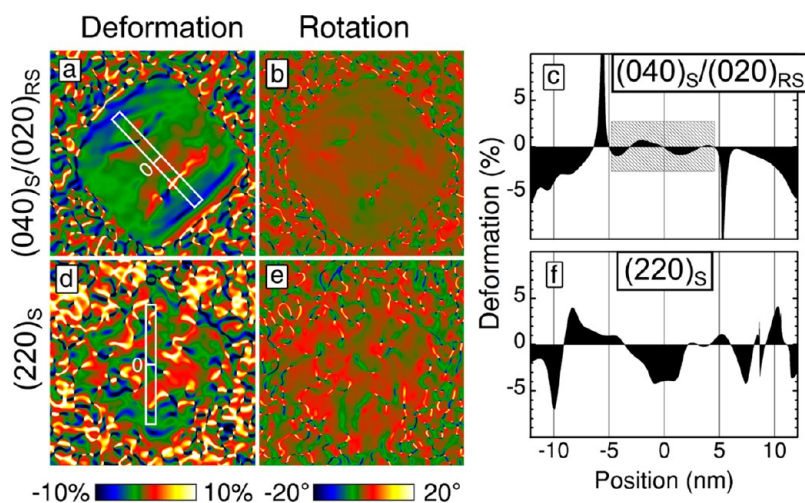 Deformation Rotation
(040)S/(020)RS
a
b
0
(220)S
d
e
0
-10% 10% -20° 20°
c
(040)S/(020)RS
5
0
-5
Deformation (%)
f
(220)S
5
0
-5
-10 -5 0 5 10
Position (nm)